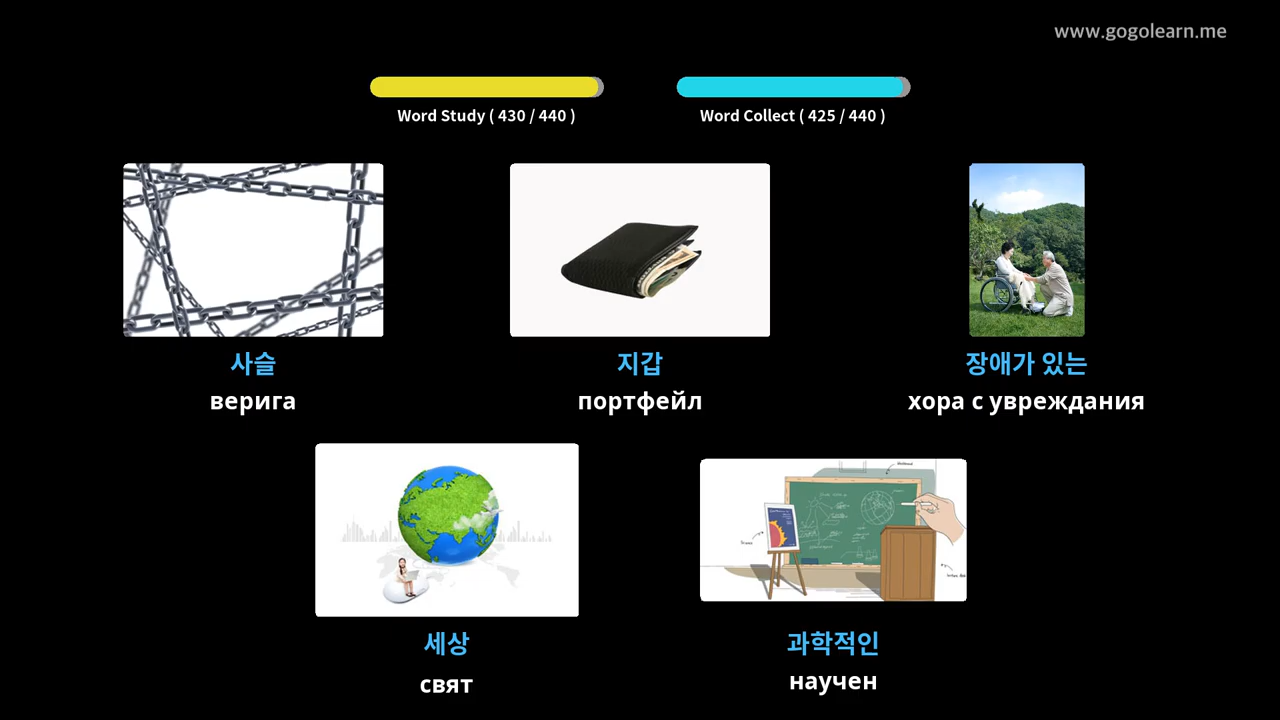 www.gogolearn.me
Word Study ( 430 / 440 )
Word Collect ( 425 / 440 )
사슬
верига
지갑
портфейл
장애가 있는
хора с увреждания
세상
свят
과학적인
научен